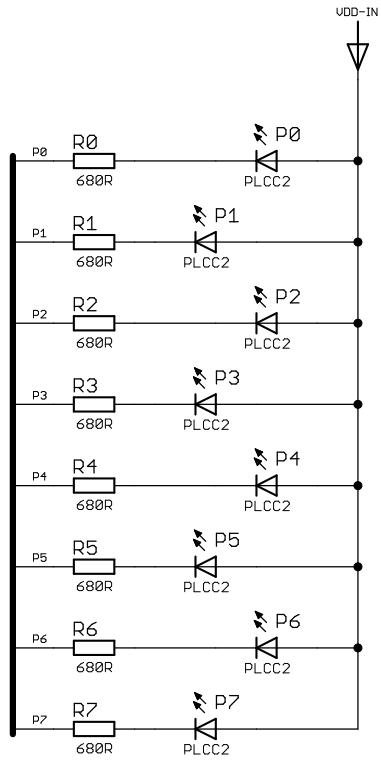 VDD-IN
P0 R0 P0
680R PLCC2
P1 R1 P1
680R PLCC2
P2 R2 P2
680R PLCC2
P3 R3 P3
680R PLCC2
P4 R4 P4
680R PLCC2
P5 R5 P5
680R PLCC2
P6 R6 P6
680R PLCC2
P7 R7 P7
680R PLCC2